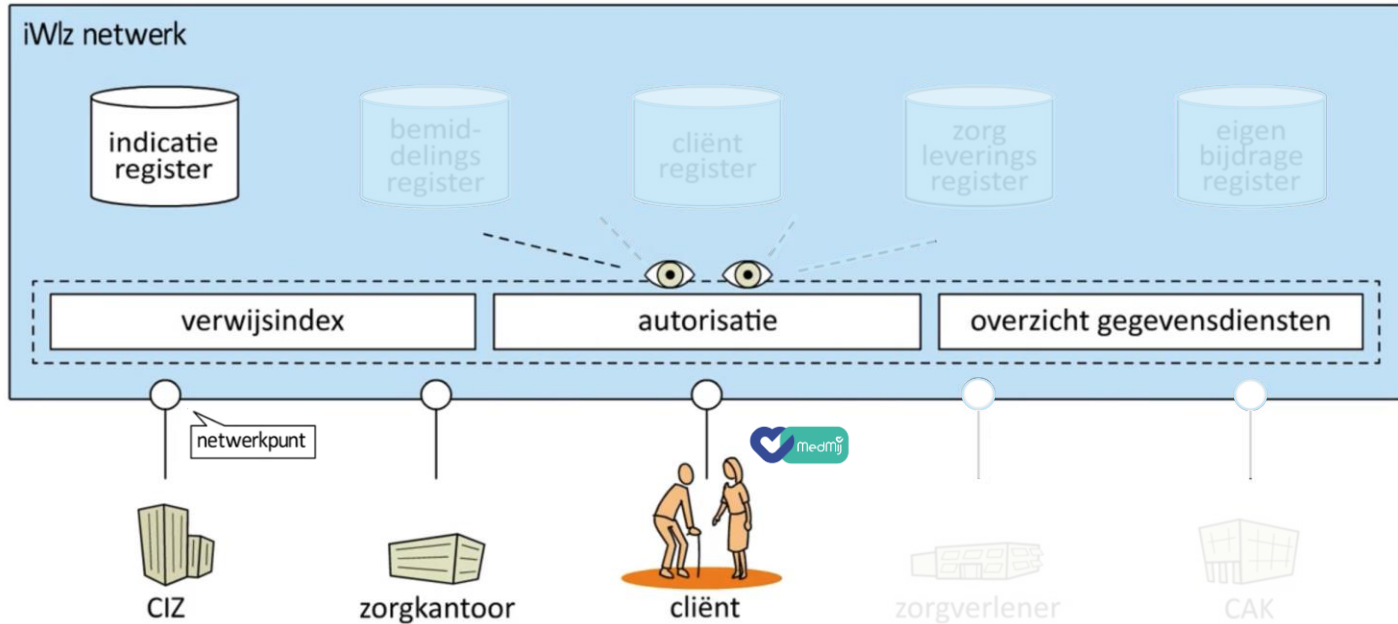 iWlz netwerk
indicatie
register
bemid-
delings
register
cliënt
register
zorg
leverings
register
eigen
bijdrage
register
verwijsindex
autorisatie
overzicht gegevensdiensten
netwerkpunt
MedMij
CIZ
zorgkantoor
cliënt
zorgverlener
CAK